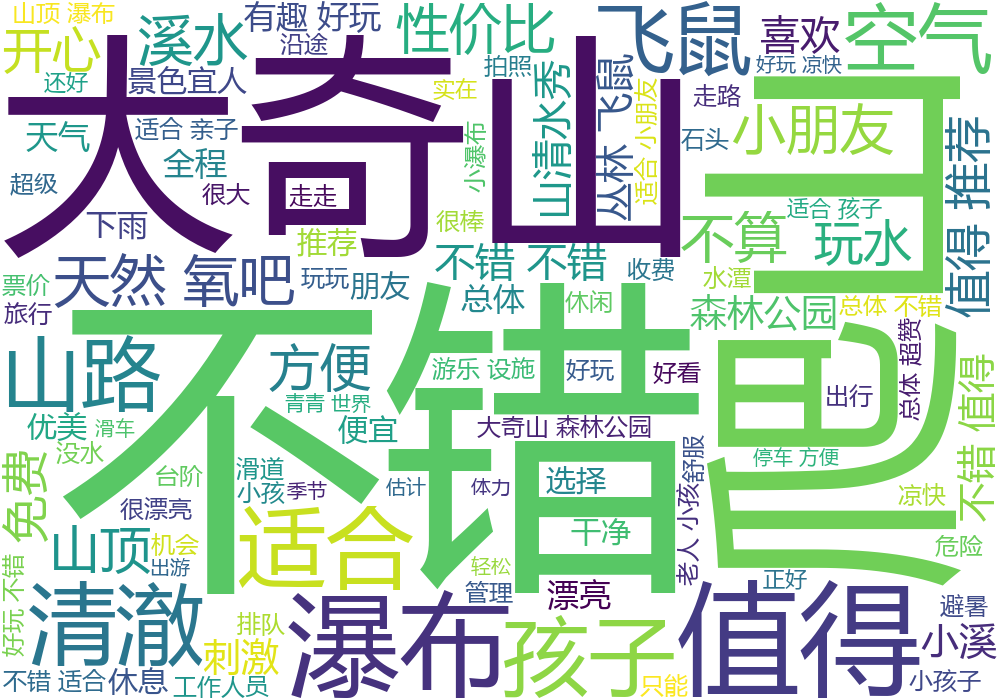 山顶 瀑布
有趣 好玩
性价比
飞鼠
喜欢
空气
开心
溪水
沿途
拍照
好玩 凉快
还好
景色宜人
大奇山
实在
走路
风景
天气
适合 亲子
小瀑布
山清水秀
丛林 飞鼠
适合 小朋友
石头
小朋友
值得 推荐
超级
全程
很大
走走
下雨
推荐
很棒
不算
适合 孩子
玩水
票价
天然 氧吧
玩玩
朋友
不错 不错
收费
水潭
旅行
总体
休闲
森林公园
总体 不错
山路
不错
方便
游乐 设施
好玩
好看
出行
总体 超赞
不错 值得
青青 世界
优美
滑车
便宜
大奇山 森林公园
没水
免费
台阶
滑道
小孩
季节
估计
体力
选择
老人 小孩
舒服
停车 方便
凉快
很漂亮
适合
干净
山顶
机会
出游
轻松
管理
漂亮
正好
危险
好玩 不错
清澈
瀑布
孩子
值得
避暑
排队
刺激
小溪
不错 适合
休息
工作人员
只能
小孩子